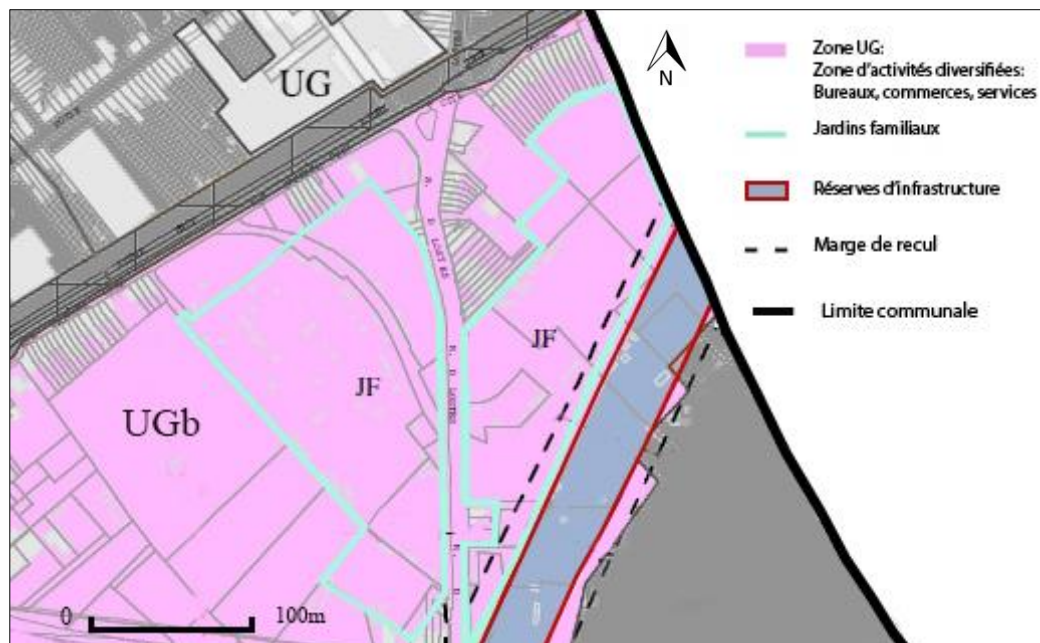 UG
UGb
JF
JF
0
100m
N
Zone UG:
Zone d'activités diversifiées:
Bureaux, commerces, services
Jardins familiaux
Réserves d'infrastructure
Marge de recul
Limite communale